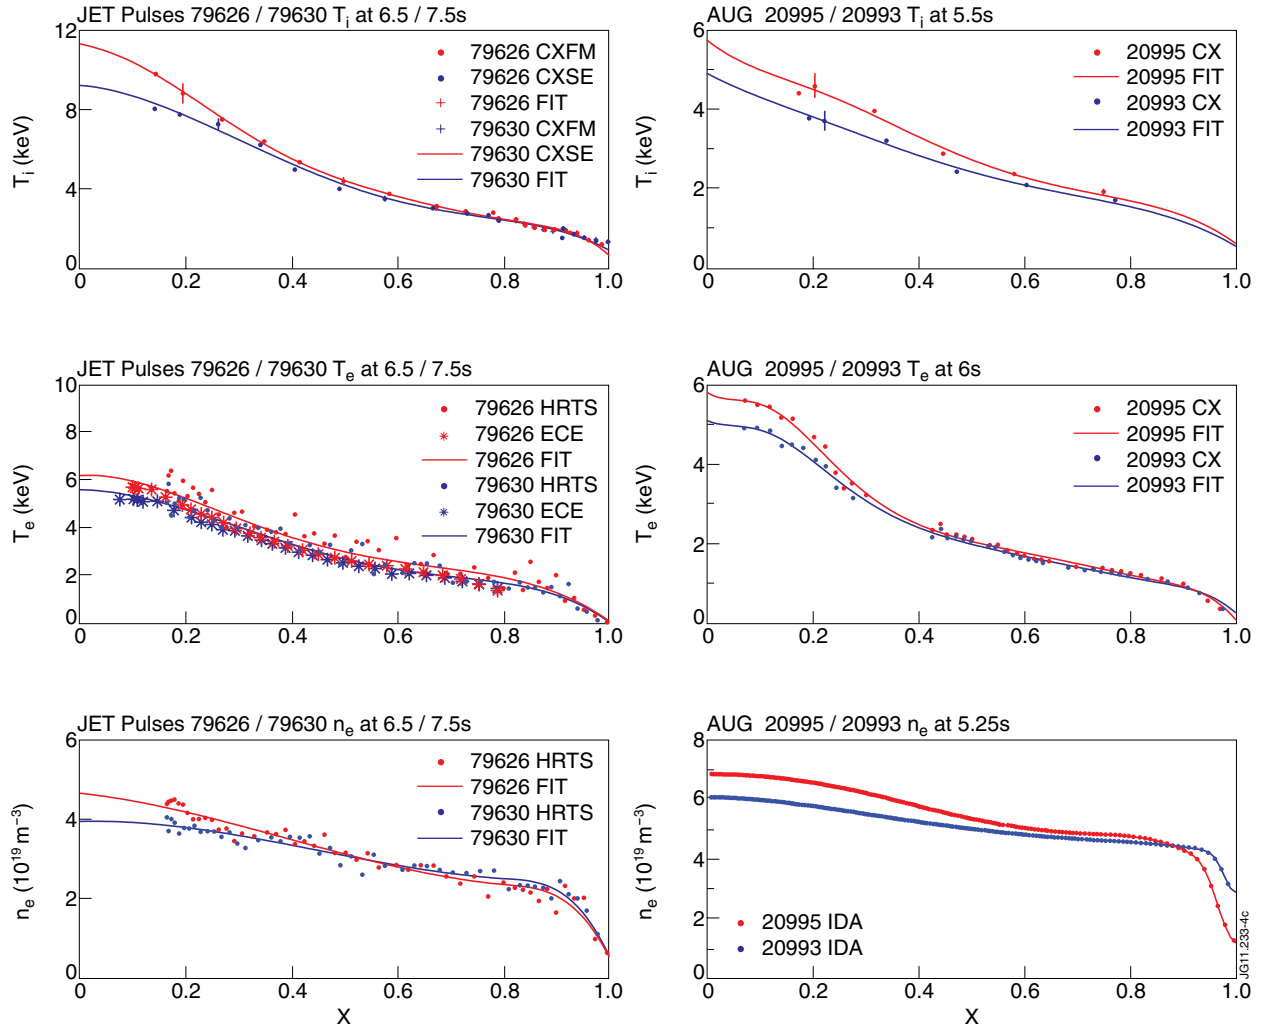 JET Pulses 79626 / 79630 Ti at 6.5 / 7.5s
12
8
4
0
Ti (keV)
79626 CXFM
79626 CXSE
79626 FIT
79630 CXFM
79630 CXSE
79630 FIT
0 0.2 0.4 0.6 0.8 1.0
AUG 20995 / 20993 Ti at 5.5s
6
4
2
0
Ti (keV)
20995 CX
20995 FIT
20993 CX
20993 FIT
0 0.2 0.4 0.6 0.8 1.0
JET Pulses 79626 / 79630 Te at 6.5 / 7.5s
10
8
6
4
2
0
Te (keV)
79626 HRTS
79626 ECE
79626 FIT
79630 HRTS
79630 ECE
79630 FIT
0 0.2 0.4 0.6 0.8 1.0
AUG 20995 / 20993 Te at 6s
6
4
2
0
Te (keV)
20995 CX
20995 FIT
20993 CX
20993 FIT
0 0.2 0.4 0.6 0.8 1.0
JET Pulses 79626 / 79630 ne at 6.5 / 7.5s
6
4
2
0
ne (10¹⁹ m⁻³)
79626 HRTS
79626 FIT
79630 HRTS
79630 FIT
0 0.2 0.4 0.6 0.8 1.0
X
AUG 20995 / 20993 ne at 5.25s
8
6
4
2
0
ne (10¹⁹ m⁻³)
20995 IDA
20993 IDA
0 0.2 0.4 0.6 0.8 1.0
X
JG11.233-4c